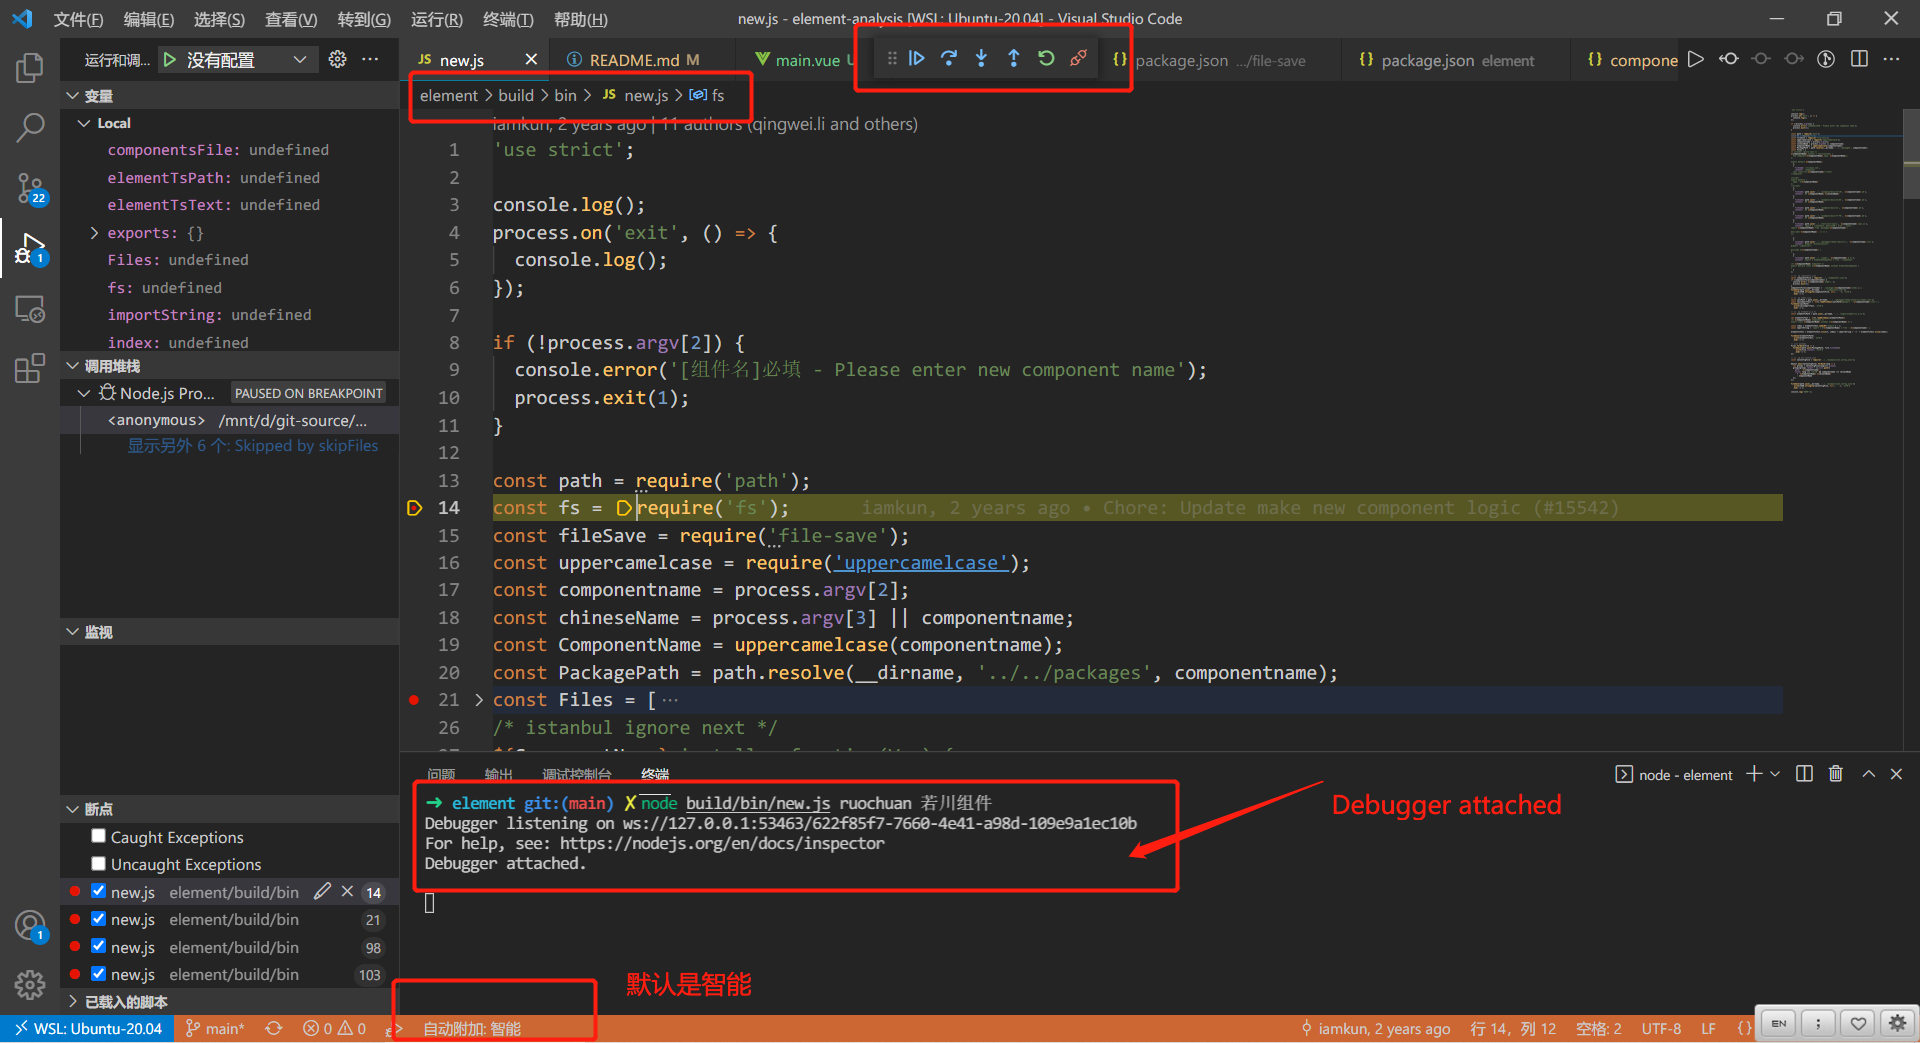 文件(F) 编辑(E) 选择(S) 查看(V) 转到(G) 运行(R) 终端(T) 帮助(H)
new.js - element-analysis [WSL: Ubuntu-20.04] - Visual Studio Code
运行和调... 没有配置
JS new.js
README.md M
main.vue U
{} package.json .../file-save
{} package.json element
{} compone
element > build > bin > JS new.js > fs
变量
Local
componentsFile: undefined
elementTsPath: undefined
elementTsText: undefined
exports: {}
Files: undefined
fs: undefined
importString: undefined
index: undefined
调用堆栈
Node.js Pro... PAUSED ON BREAKPOINT
<anonymous> /mnt/d/git-source/...
显示另外 6 个: Skipped by skipFiles
监视
断点
Caught Exceptions
Uncaught Exceptions
new.js element/build/bin 14
new.js element/build/bin 21
new.js element/build/bin 98
new.js element/build/bin 103
已载入的脚本
22
1
1
iamkun, 2 years ago | 11 authors (qingwei.li and others)
1 'use strict';
2
3 console.log();
4 process.on('exit', () => {
5 console.log();
6 });
7
8 if (!process.argv[2]) {
9 console.error('[组件名]必填 - Please enter new component name');
10 process.exit(1);
11 }
12
13 const path = require('path');
14 const fs = require('fs'); iamkun, 2 years ago • Chore: Update make new component logic (#15542)
15 const fileSave = require('file-save');
16 const uppercamelcase = require('uppercamelcase');
17 const componentname = process.argv[2];
18 const chineseName = process.argv[3] || componentname;
19 const ComponentName = uppercamelcase(componentname);
20 const PackagePath = path.resolve(__dirname, '../../packages', componentname);
21 const Files = [ ...
26 /* istanbul ignore next */
问题 输出 调试控制台 终端
node - element
➜ element git:(main) ✗ node build/bin/new.js ruochuan 若川组件
Debugger listening on ws://127.0.0.1:53463/622f85f7-7660-4e41-a98d-109e9a1ec10b
For help, see: https://nodejs.org/en/docs/inspector
Debugger attached.
Debugger attached
默认是智能
WSL: Ubuntu-20.04 main* 0 0 自动附加: 智能
iamkun, 2 years ago 行 14，列 12 空格: 2 UTF-8 LF {}
EN ;